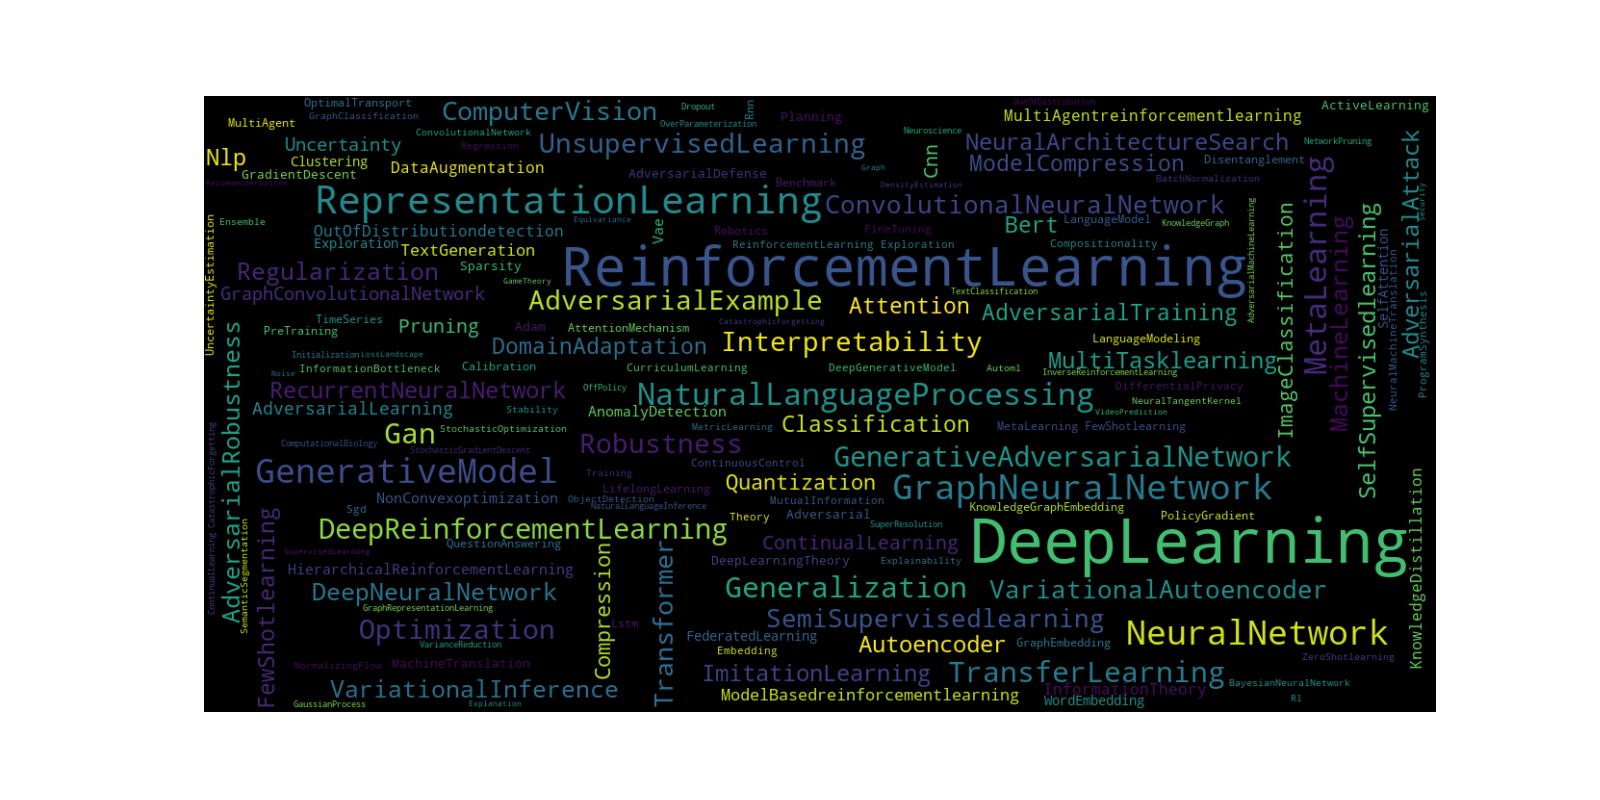 OptimalTransport
ComputerVision
Dropout
Rnn
OutOfDistribution
ActiveLearning
GraphClassification
MultiAgent
OverParameterization
Planning
MultiAgentreinforcementlearning
ConvolutionalNetwork
Neuroscience
Uncertainty
Regression
UnsupervisedLearning
NeuralArchitectureSearch
NetworkPruning
AdversarialAttack
Nlp
Clustering
DataAugmentation
Cnn
ModelCompression
Disentanglement
GradientDescent
AdversarialDefense
Graph
BatchNormalization
MetaLearning
RecommenderSystem
Benchmark
DensityEstimation
Security
RepresentationLearning
ConvolutionalNeuralNetwork
Ensemble
Equivariance
Bert
LanguageModel
KnowledgeGraph
AdversarialMachineLearning
ImageClassification
MachineLearning
SelfSupervisedlearning
UncertaintyEstimation
OutOfDistributiondetection
Vae
Robotics
FineTuning
Exploration
TextGeneration
ReinforcementLearning Exploration
Compositionality
SelfAttention
NeuralMachineTranslation
ProgramSynthesis
Regularization
Sparsity
ReinforcementLearning
GameTheory
GraphConvolutionalNetwork
TextClassification
AdversarialExample
Attention
AdversarialTraining
TimeSeries
PreTraining
Pruning
Adam
AttentionMechanism
CatastrophicForgetting
AdversarialRobustness
DomainAdaptation
Interpretability
LanguageModeling
Initialization
LossLandscape
MultiTasklearning
InformationBottleneck
Calibration
CurriculumLearning
DeepGenerativeModel
Automl
InverseReinforcementLearning
Noise
RecurrentNeuralNetwork
OffPolicy
NaturalLanguageProcessing
DifferentialPrivacy
NeuralTangentKernel
AdversarialLearning
Stability
AnomalyDetection
VideoPrediction
ContinualLearning CatastrophicForgetting
Gan
StochasticOptimization
MetricLearning
Classification
MetaLearning FewShotlearning
ComputationalBiology
StochasticGradientDescent
Robustness
GenerativeAdversarialNetwork
GenerativeModel
Training
ContinuousControl
KnowledgeDistillation
LifelongLearning
Quantization
GraphNeuralNetwork
NonConvexoptimization
ObjectDetection
MutualInformation
NaturalLanguageInference
Sgd
KnowledgeGraphEmbedding
FewShotlearning
SemanticSegmentation
DeepReinforcementLearning
Theory
Adversarial
SuperResolution
PolicyGradient
QuestionAnswering
Compression
Transformer
ContinualLearning
DeepLearning
SupervisedLearning
HierarchicalReinforcementLearning
DeepLearningTheory
Explainability
DeepNeuralNetwork
Generalization
VariationalAutoencoder
GraphRepresentationLearning
SemiSupervisedlearning
Optimization
Lstm
FederatedLearning
Autoencoder
GraphEmbedding
NeuralNetwork
VarianceReduction
Embedding
ZeroShotlearning
NormalizingFlow
MachineTranslation
ImitationLearning
TransferLearning
VariationalInference
InformationTheory
BayesianNeuralNetwork
ModelBasedreinforcementlearning
WordEmbedding
Rl
GaussianProcess
Explanation